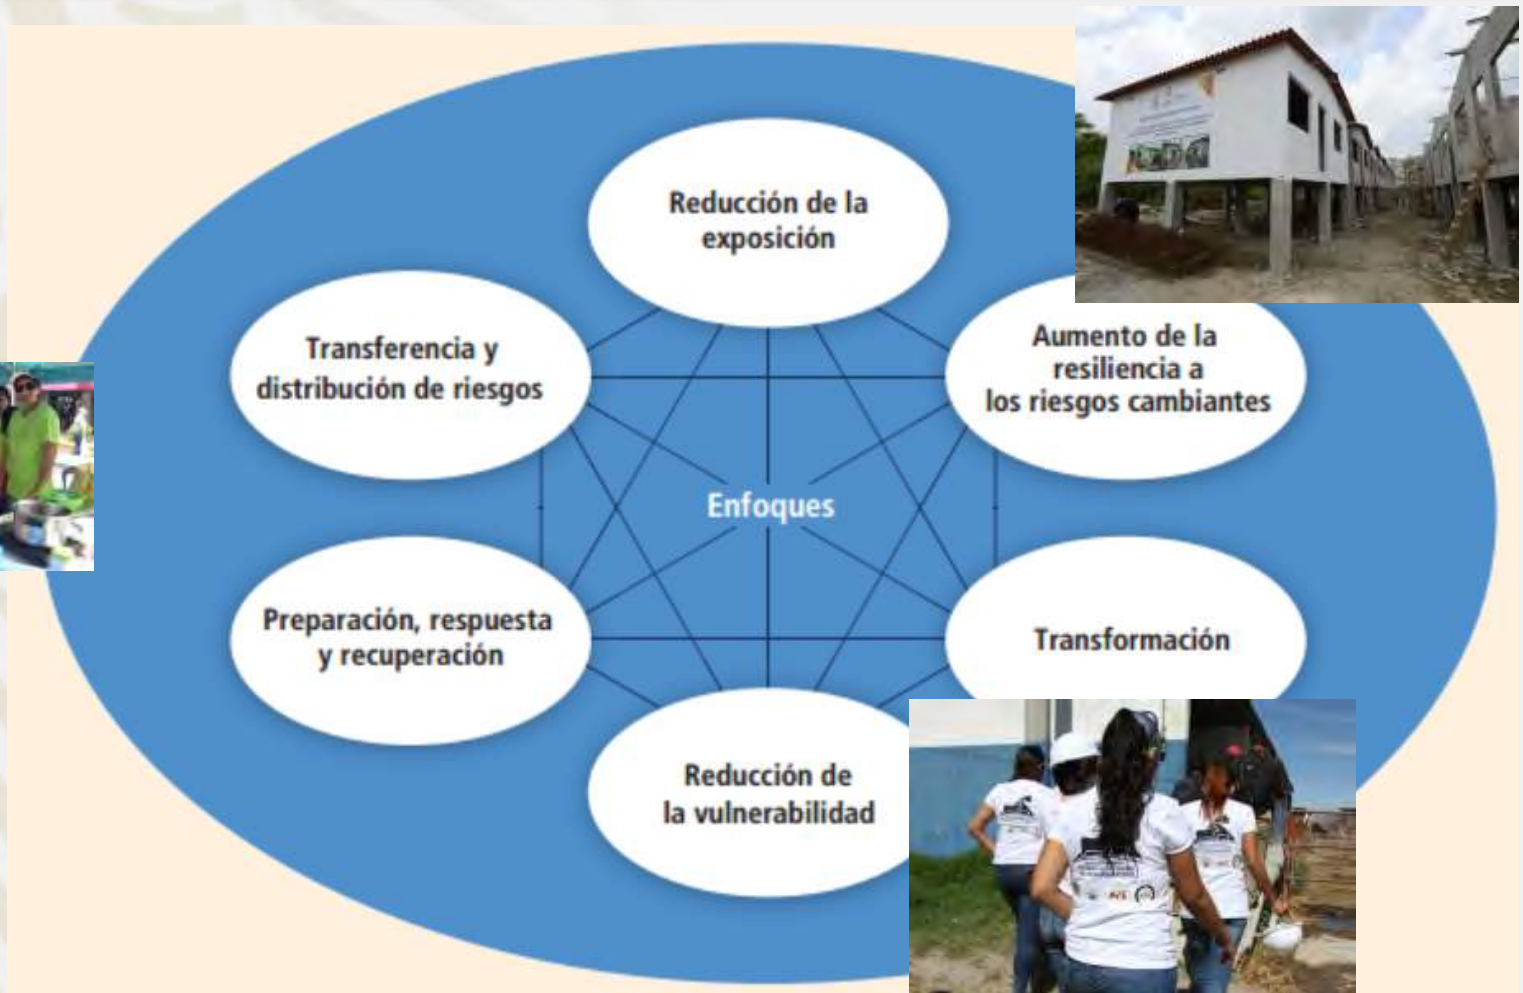 Reducción de la
exposición
Transferencia y
distribución de riesgos
Aumento de la
resiliencia a
los riesgos cambiantes
Enfoques
Preparación, respuesta
y recuperación
Transformación
Reducción de
la vulnerabilidad